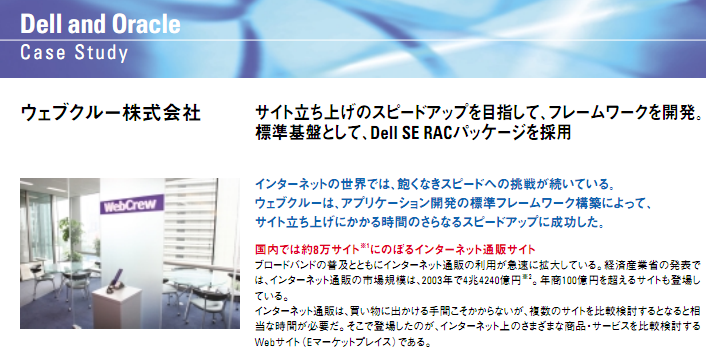 Dell and Oracle
Case Study
ウェブクルー株式会社
サイト立ち上げのスピードアップを目指して、フレームワークを開発。
標準基盤として、Dell SE RACパッケージを採用
WebCrew
インターネットの世界では、飽くなきスピードへの挑戦が続いている。
ウェブクルーは、アプリケーション開発の標準フレームワーク構築によって、
サイト立ち上げにかかる時間のさらなるスピードアップに成功した。
国内では約8万サイト※1にのぼるインターネット通販サイト
ブロードバンドの普及とともにインターネット通販の利用が急速に拡大している。経済産業省の発表で
は、インターネット通販の市場規模は、2003年で4兆4240億円※2。年商100億円を超えるサイトも登場し
ている。
インターネット通販は、買い物に出かける手間こそかからないが、複数のサイトを比較検討するとなると相
当な時間が必要だ。そこで登場したのが、インターネット上のさまざまな商品・サービスを比較検討する
Webサイト（Eマーケットプレイス）である。